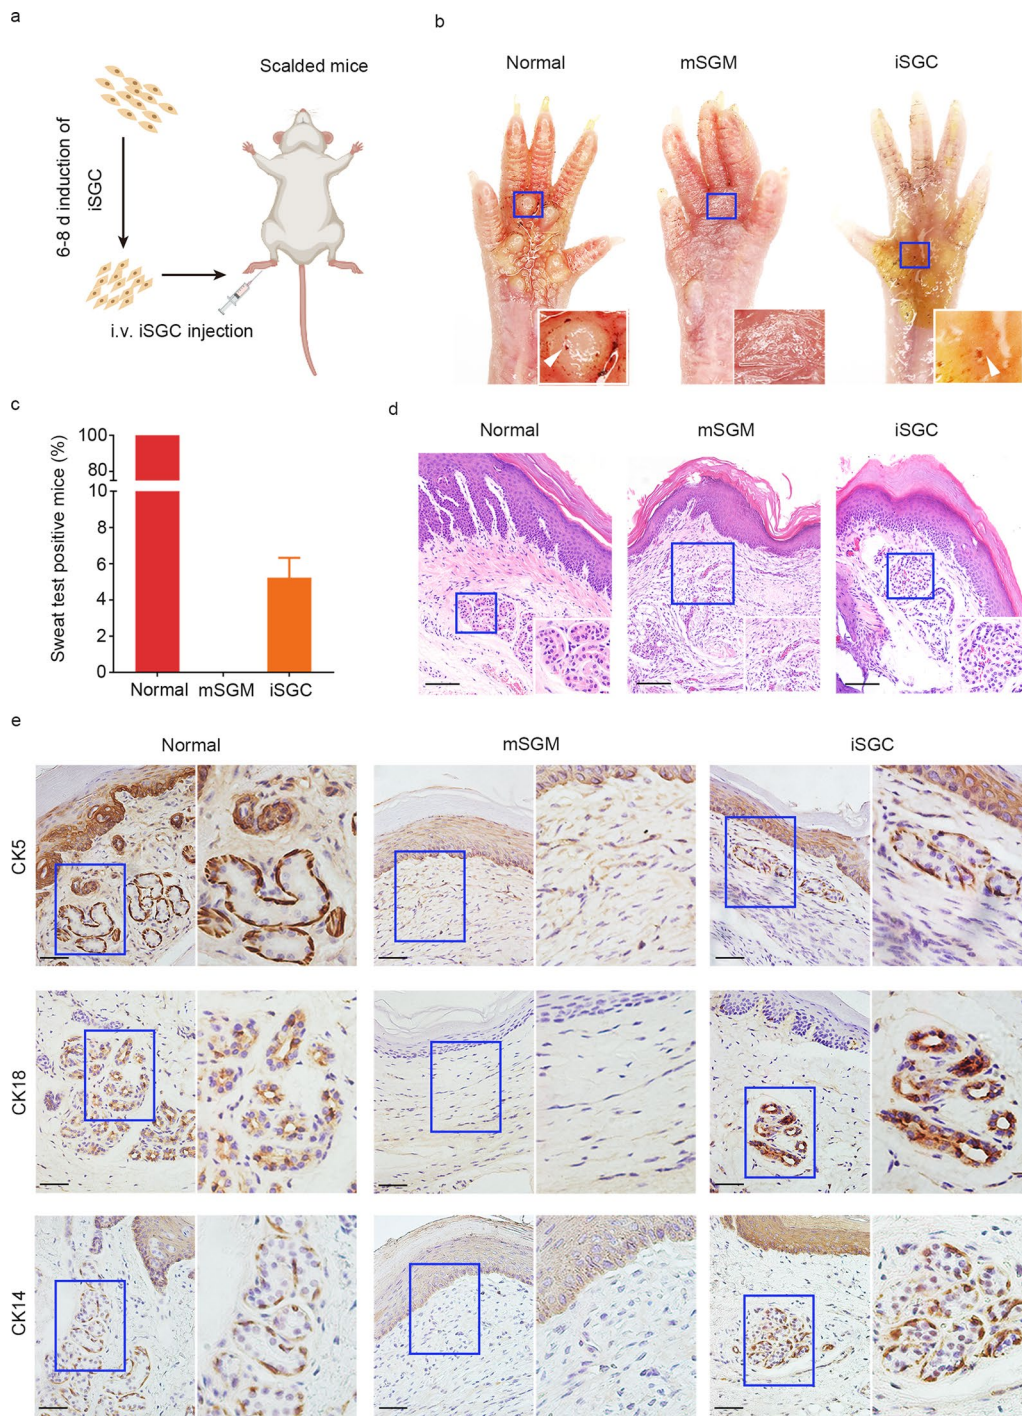 a
Scalded mice
6-8 d induction of
iSGC
i.v. iSGC injection
b
Normal
mSGM
iSGC
c
Sweat test positive mice (%)
100
80
10
8
6
4
2
0
Normal
mSGM
iSGC
d
Normal
mSGM
iSGC
e
Normal
mSGM
iSGC
CK5
CK18
CK14